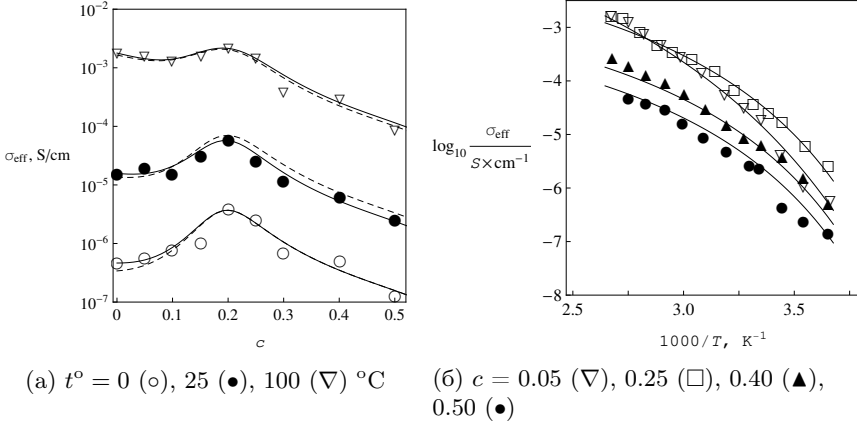 10⁻²
10⁻³
10⁻⁴
σ_eff, S/cm
10⁻⁵
10⁻⁶
10⁻⁷
0 0.1 0.2 0.3 0.4 0.5
c
(а) t° = 0 (○), 25 (●), 100 (▽) °C
-3
-4
log₁₀ σ_eff / S×cm⁻¹
-5
-6
-7
-8
2.5 3.0 3.5
1000/T, K⁻¹
(б) c = 0.05 (▽), 0.25 (□), 0.40 (▲),
0.50 (●)